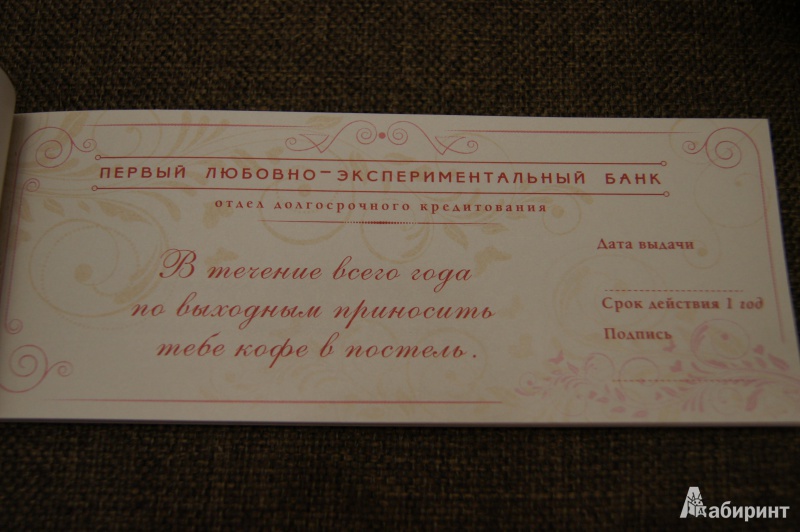 ПЕРВЫЙ ЛЮБОВНО-ЭКСПЕРИМЕНТАЛЬНЫЙ БАНК
отдел долгосрочного кредитования
В течение всего года
по выходным приносить
тебе кофе в постель.
Дата выдачи
Срок действия 1 год
Подпись
Лабиринт